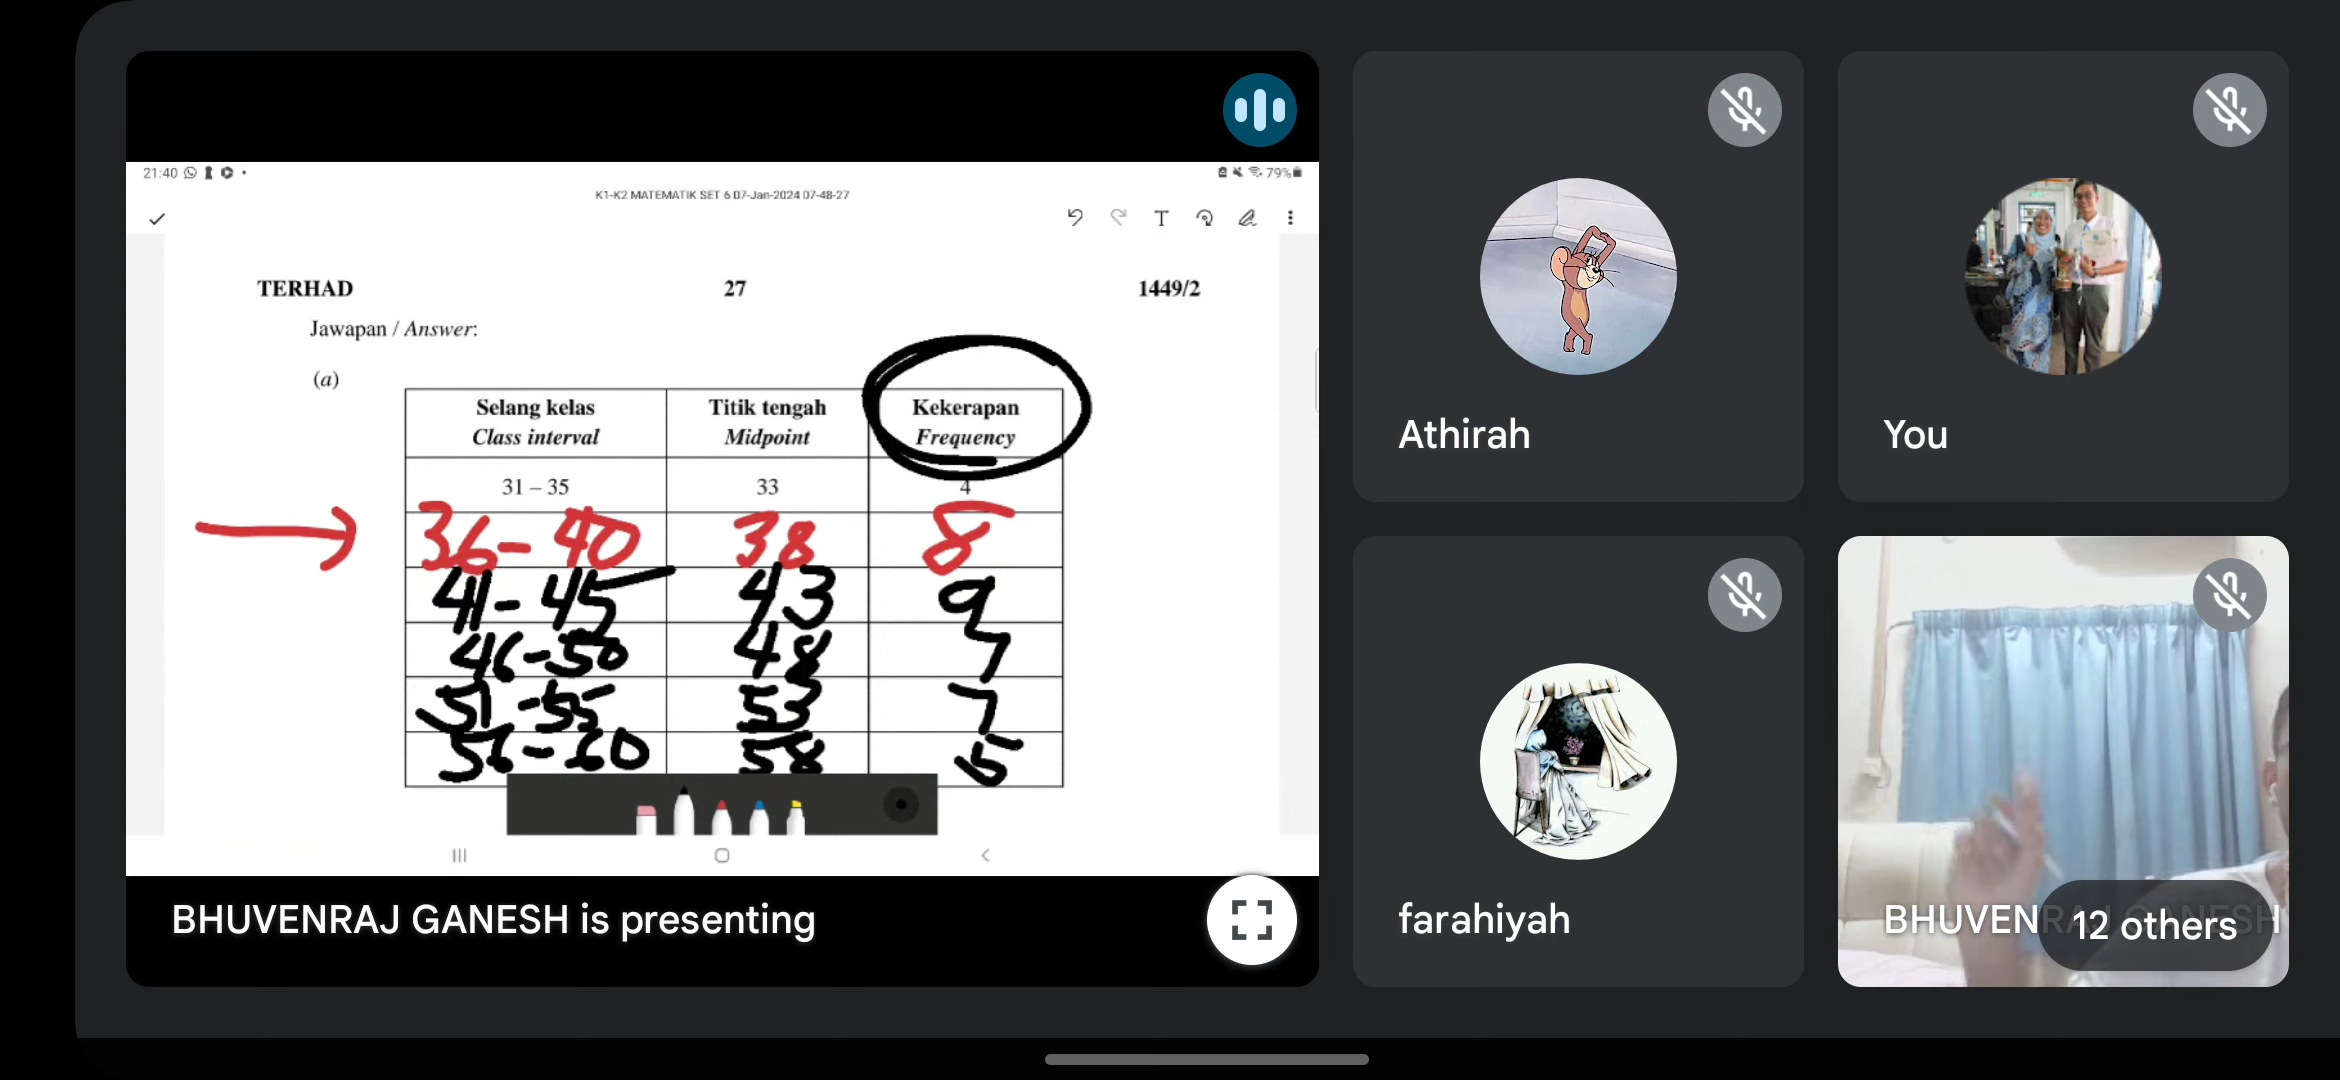 21:40
79%
K1-K2 MATEMATIK SET 6 07-Jan-2024 07-48-27
T
TERHAD 27 1449/2
Jawapan / Answer:
(a)
Selang kelas Titik tengah Kekerapan
Class interval Midpoint Frequency
31 – 35 33 4
36 - 40 38 8
41 - 45 43 9
46 - 50 48 7
51 - 55 53 7
56 - 60 58 5
BHUVENRAJ GANESH is presenting
Athirah
You
farahiyah
BHUVENRAJ GANESH
12 others